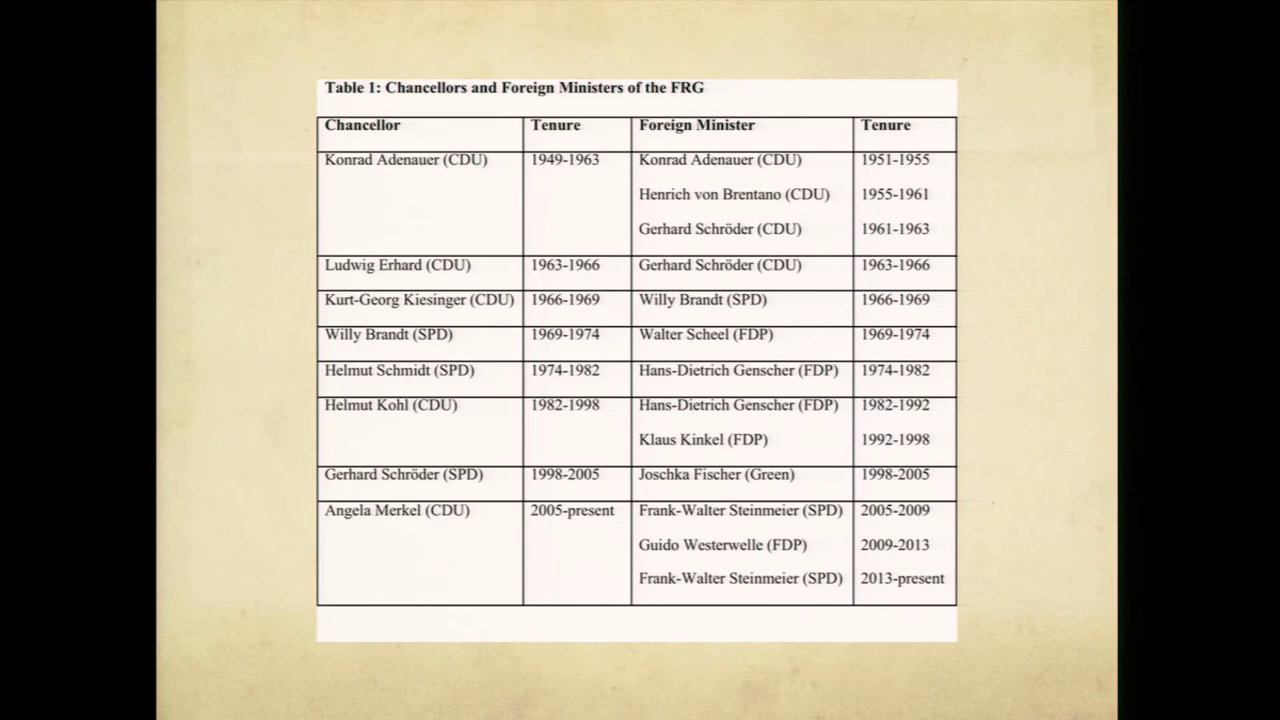 Table 1: Chancellors and Foreign Ministers of the FRG
Chancellor Tenure Foreign Minister Tenure
Konrad Adenauer (CDU) 1949-1963 Konrad Adenauer (CDU) 1951-1955
Henrich von Brentano (CDU) 1955-1961
Gerhard Schröder (CDU) 1961-1963
Ludwig Erhard (CDU) 1963-1966 Gerhard Schröder (CDU) 1963-1966
Kurt-Georg Kiesinger (CDU) 1966-1969 Willy Brandt (SPD) 1966-1969
Willy Brandt (SPD) 1969-1974 Walter Scheel (FDP) 1969-1974
Helmut Schmidt (SPD) 1974-1982 Hans-Dietrich Genscher (FDP) 1974-1982
Helmut Kohl (CDU) 1982-1998 Hans-Dietrich Genscher (FDP) 1982-1992
Klaus Kinkel (FDP) 1992-1998
Gerhard Schröder (SPD) 1998-2005 Joschka Fischer (Green) 1998-2005
Angela Merkel (CDU) 2005-present Frank-Walter Steinmeier (SPD) 2005-2009
Guido Westerwelle (FDP) 2009-2013
Frank-Walter Steinmeier (SPD) 2013-present